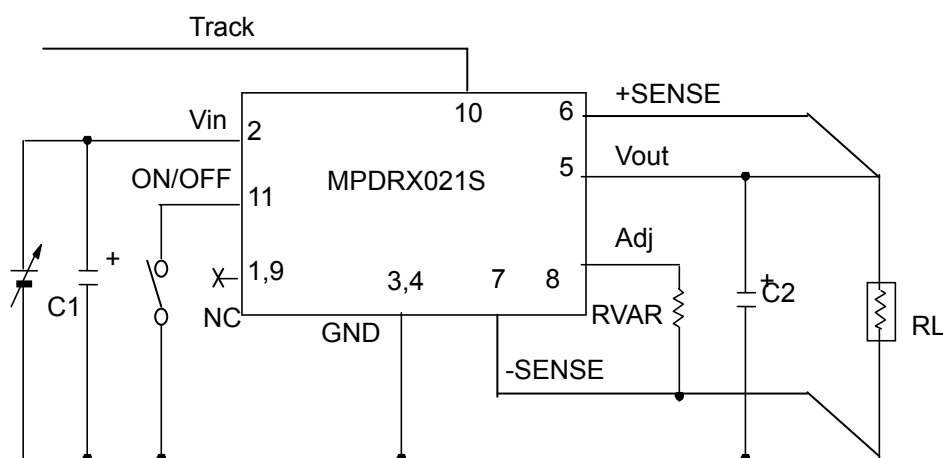 Track
10
6
+SENSE
Vin
2
Vout
5
ON/OFF
11
MPDRX021S
Adj
8
1,9
3,4
7
NC
GND
-SENSE
RVAR
+
C1
+
C2
RL